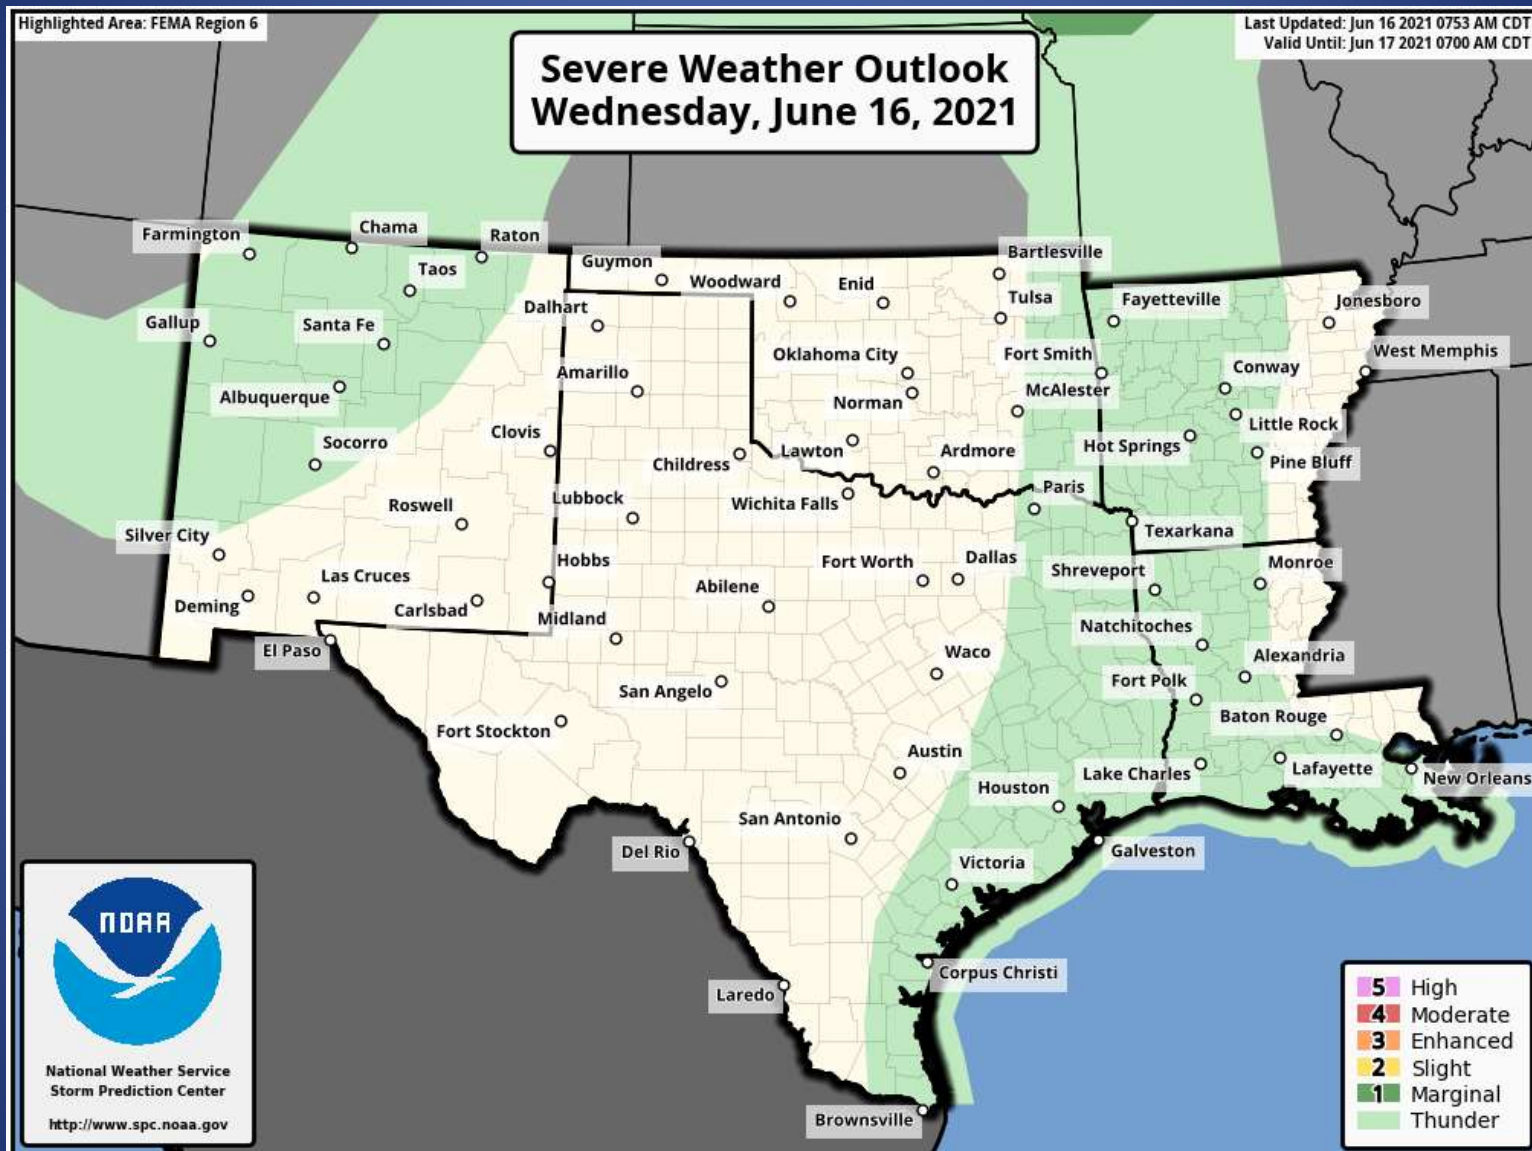 Highlighted Area: FEMA Region 6
Last Updated: Jun 16 2021 0753 AM CDT
Valid Until: Jun 17 2021 0700 AM CDT
Severe Weather Outlook
Wednesday, June 16, 2021
Farmington
Chama
Raton
Taos
Guymon
Woodward
Enid
Bartlesville
Tulsa
Fayetteville
Jonesboro
Gallup
Santa Fe
Dalhart
Oklahoma City
Fort Smith
West Memphis
Conway
Amarillo
McAlester
Albuquerque
Norman
Little Rock
Socorro
Clovis
Childress
Lawton
Ardmore
Hot Springs
Pine Bluff
Roswell
Lubbock
Wichita Falls
Paris
Texarkana
Silver City
Hobbs
Fort Worth
Dallas
Shreveport
Monroe
Las Cruces
Abilene
Deming
Carlsbad
Midland
Natchitoches
El Paso
Waco
Alexandria
San Angelo
Fort Polk
Fort Stockton
Baton Rouge
Austin
Lake Charles
Lafayette
New Orleans
Houston
San Antonio
Del Rio
Victoria
Galveston
Corpus Christi
Laredo
Brownsville
NOAA
National Weather Service
Storm Prediction Center
http://www.spc.noaa.gov
5 High
4 Moderate
3 Enhanced
2 Slight
1 Marginal
Thunder